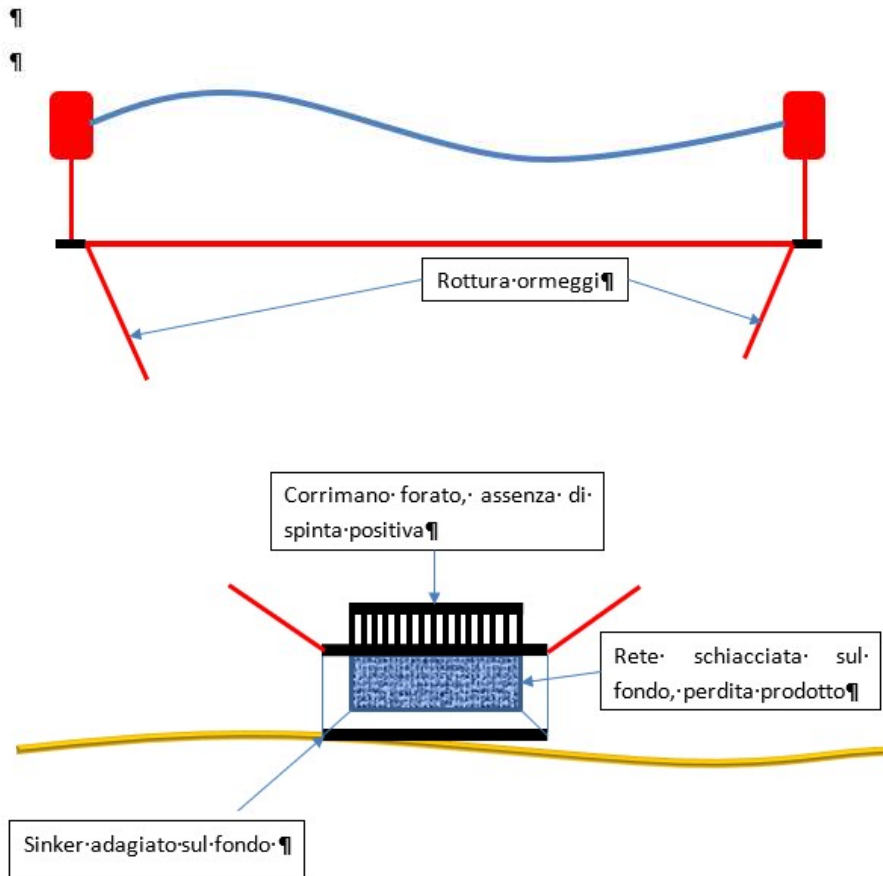 ¶
¶
Rottura·ormeggi¶
Corrimano· forato,· assenza· di·
spinta·positiva¶
Rete· schiacciata· sul·
fondo,·perdita·prodotto¶
Sinker·adagiato·sul·fondo·¶